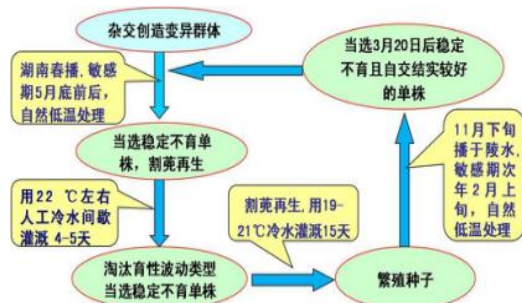 杂交创造变异群体
湖南春播,敏感
期5月底前后,
自然低温处理
当选稳定不育单
株，割蔸再生
用22 ℃左右
人工冷水间歇
灌溉 4-5天
淘汰育性波动类型
当选稳定不育单株
割蔸再生,用19-
21℃冷水灌溉15天
繁殖种子
11月下旬
播于陵水,
敏感期次
年2月上
旬，自然
低温处理
当选3月20日后稳定
不育且自交结实较好
的单株